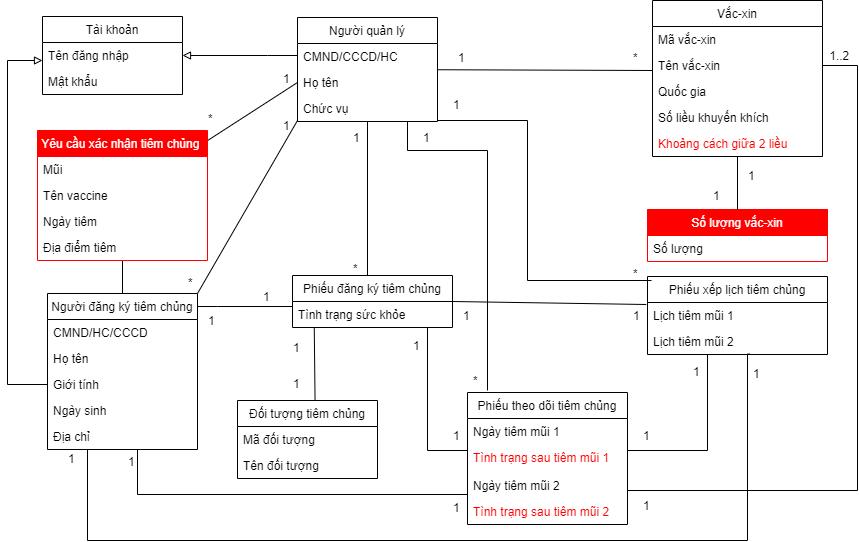 Tài khoản
Tên đăng nhập
Mật khẩu
Người quản lý
CMND/CCCD/HC
Họ tên
Chức vụ
Vắc-xin
Mã vắc-xin
Tên vắc-xin
Quốc gia
Số liều khuyến khích
Khoảng cách giữa 2 liều
Yêu cầu xác nhận tiêm chủng
Mũi
Tên vaccine
Ngày tiêm
Địa điểm tiêm
Số lượng vắc-xin
Số lượng
Người đăng ký tiêm chủng
CMND/HC/CCCD
Họ tên
Giới tính
Ngày sinh
Địa chỉ
Phiếu đăng ký tiêm chủng
Tình trạng sức khỏe
Phiếu xếp lịch tiêm chủng
Lịch tiêm mũi 1
Lịch tiêm mũi 2
Đối tượng tiêm chủng
Mã đối tượng
Tên đối tượng
Phiếu theo dõi tiêm chủng
Ngày tiêm mũi 1
Tình trạng sau tiêm mũi 1
Ngày tiêm mũi 2
Tình trạng sau tiêm mũi 2
1
*
1..2
1
*
1
1
1
1
*
1
1
*
*
*
1
1
1
1
1
1
1
1
1
*
1
1
1
1
1
1
1